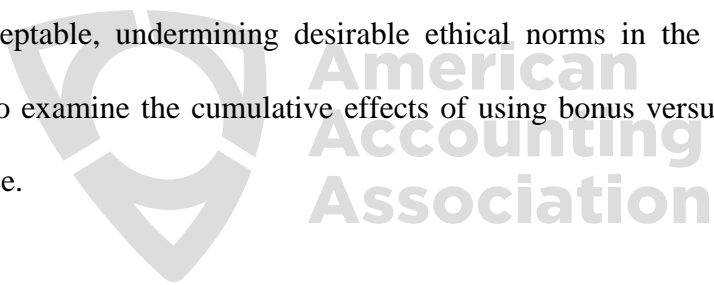 eptable, undermining desirable ethical norms in the
o examine the cumulative effects of using bonus versu
e.
American
Accounting
Association